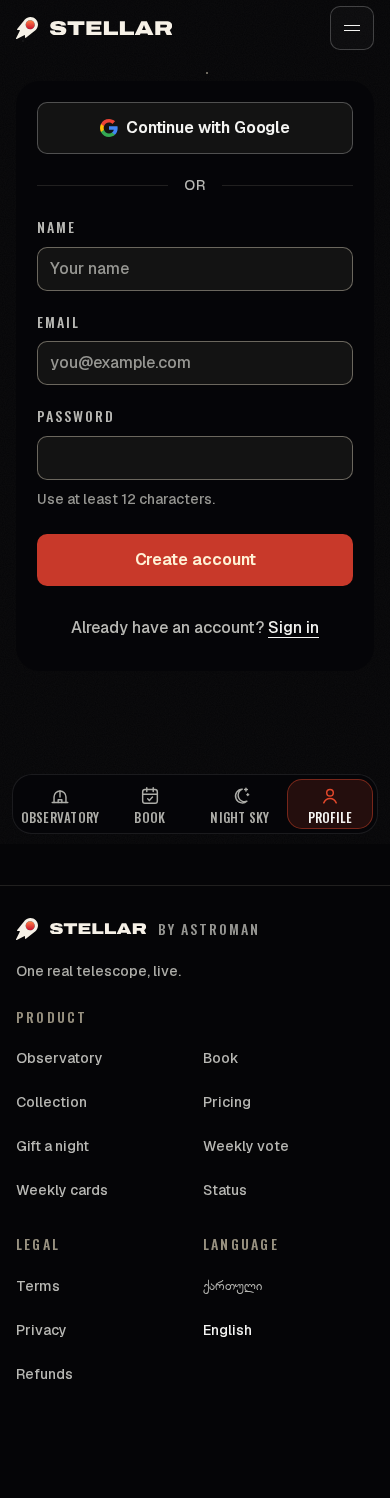 STELLAR
Continue with Google
OR
NAME
Your name
EMAIL
you@example.com
PASSWORD
Use at least 12 characters.
Create account
Already have an account? Sign in
OBSERVATORY BOOK NIGHT SKY PROFILE
STELLAR BY ASTROMAN
One real telescope, live.
PRODUCT
Observatory Book
Collection Pricing
Gift a night Weekly vote
Weekly cards Status
LEGAL LANGUAGE
Terms ქართული
Privacy English
Refunds